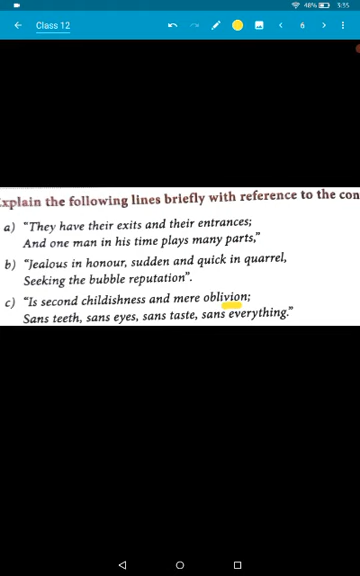 48% 3:35
Class 12
6
xplain the following lines briefly with reference to the con
a) “They have their exits and their entrances;
And one man in his time plays many parts,”
b) “Jealous in honour, sudden and quick in quarrel,
Seeking the bubble reputation”.
c) “Is second childishness and mere oblivion;
Sans teeth, sans eyes, sans taste, sans everything.”